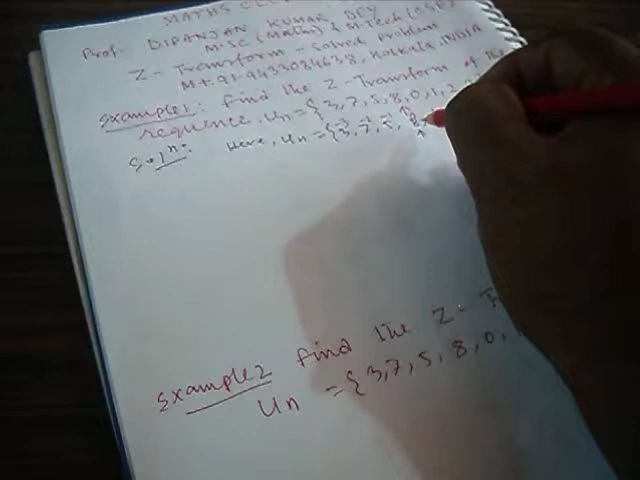 MATHS
Prof. DIPANJAN KUMAR DEY
M.SC (Maths) & M.Tech (CSE)
Z - Transform - Solved problem
M+91-9433084638, Kolkata, INDIA
Example1: Find the Z-Transform of the
sequence, Un = {3,7,5,8,0,1,2
Soln: Here, Un = {3, 7, 5, 8,
Example2 Find the Z-
Un = {3,7,5,8,0,